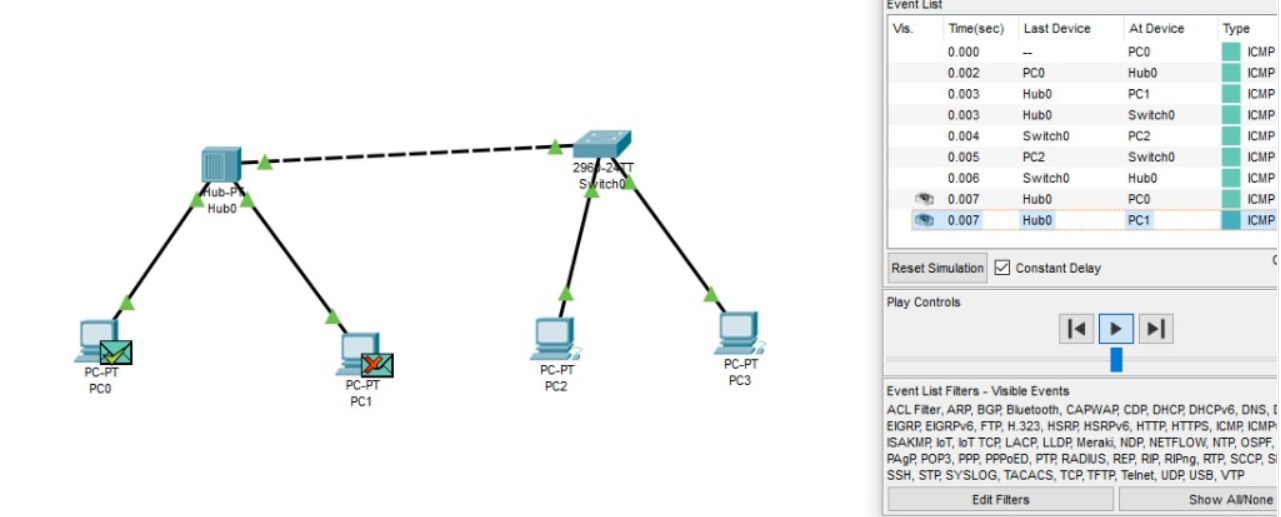 Hub-PT
Hub0
2960-24TT
Switch0
PC-PT
PC0
PC-PT
PC1
PC-PT
PC2
PC-PT
PC3
Event List
Vis. Time(sec) Last Device At Device Type
0.000 -- PC0 ICMP
0.002 PC0 Hub0 ICMP
0.003 Hub0 PC1 ICMP
0.003 Hub0 Switch0 ICMP
0.004 Switch0 PC2 ICMP
0.005 PC2 Switch0 ICMP
0.006 Switch0 Hub0 ICMP
0.007 Hub0 PC0 ICMP
0.007 Hub0 PC1 ICMP
Reset Simulation Constant Delay
Play Controls
Event List Filters - Visible Events
ACL Filter, ARP, BGP, Bluetooth, CAPWAP, CDP, DHCP, DHCPv6, DNS,
EIGRP, EIGRPv6, FTP, H.323, HSRP, HSRPv6, HTTP, HTTPS, ICMP,
ISAKMP, IoT, IoT TCP, LACP, LLDP, Meraki, NDP, NETFLOW, NTP, OSPF,
PAgP, POP3, PPP, PPPoED, PTP, RADIUS, REP, RIP, RIPng, RTP, SCCP,
SSH, STP, SYSLOG, TACACS, TCP, TFTP, Telnet, UDP, USB, VTP
Edit Filters Show All/None